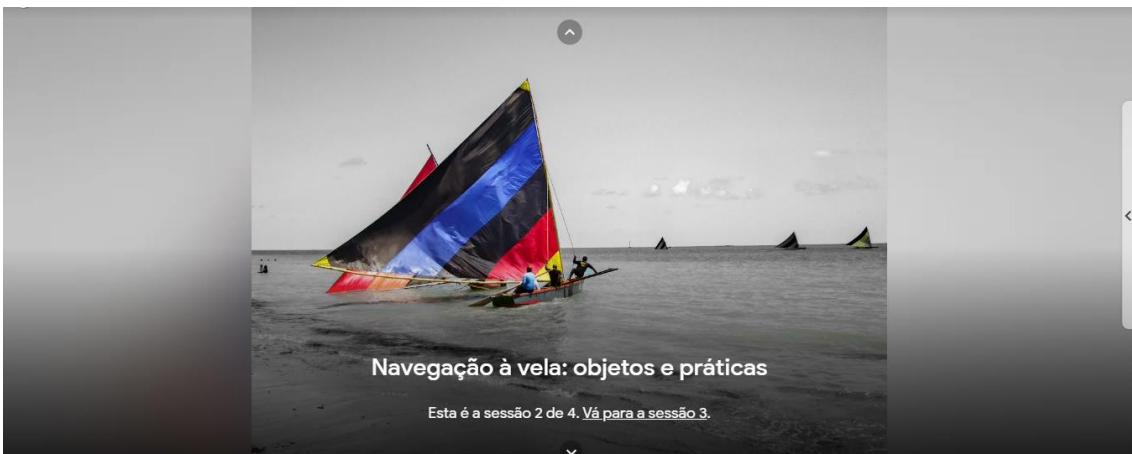 Navegação à vela: objetos e práticas
Esta é a sessão 2 de 4. Vá para a sessão 3.